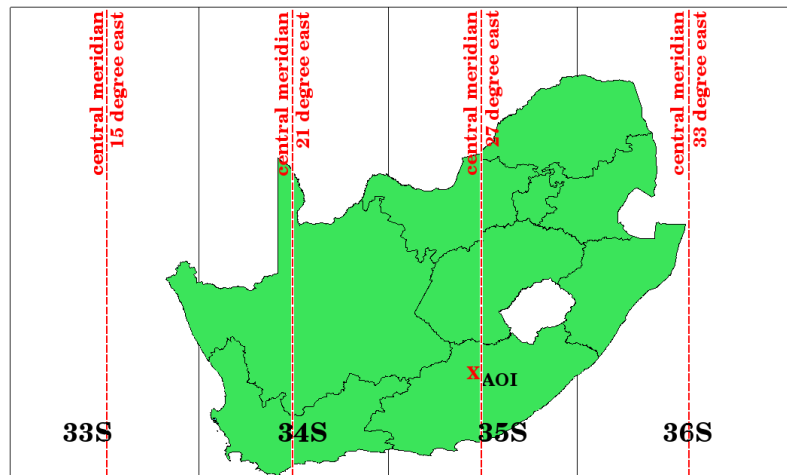 central meridian
15 degree east
central meridian
21 degree east
central meridian
27 degree east
central meridian
33 degree east
X
AOI
33S
34S
35S
36S